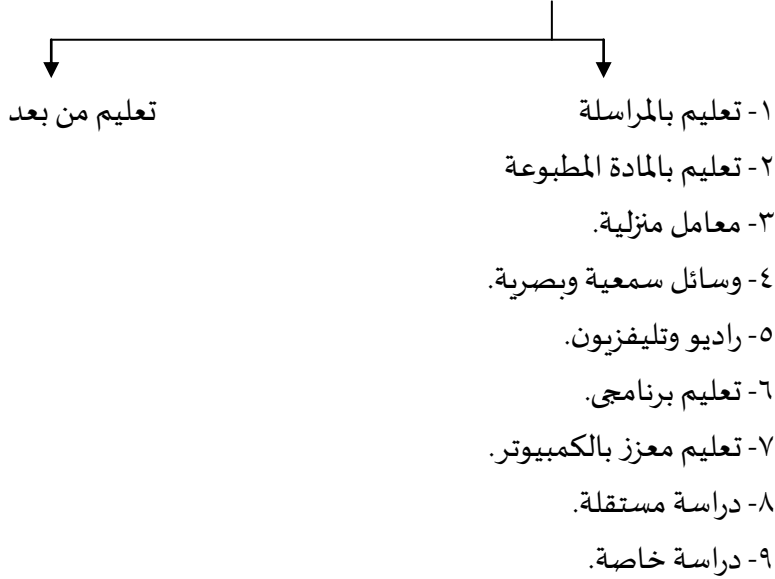 ١- تعليم بالمراسلة تعليم من بعد
٢- تعليم بالمادة المطبوعة
٣- معامل منزلية.
٤- وسائل سمعية وبصرية.
٥- راديو وتليفزيون.
٦- تعليم برنامجى.
٧- تعليم معزز بالكمبيوتر.
٨- دراسة مستقلة.
٩- دراسة خاصة.